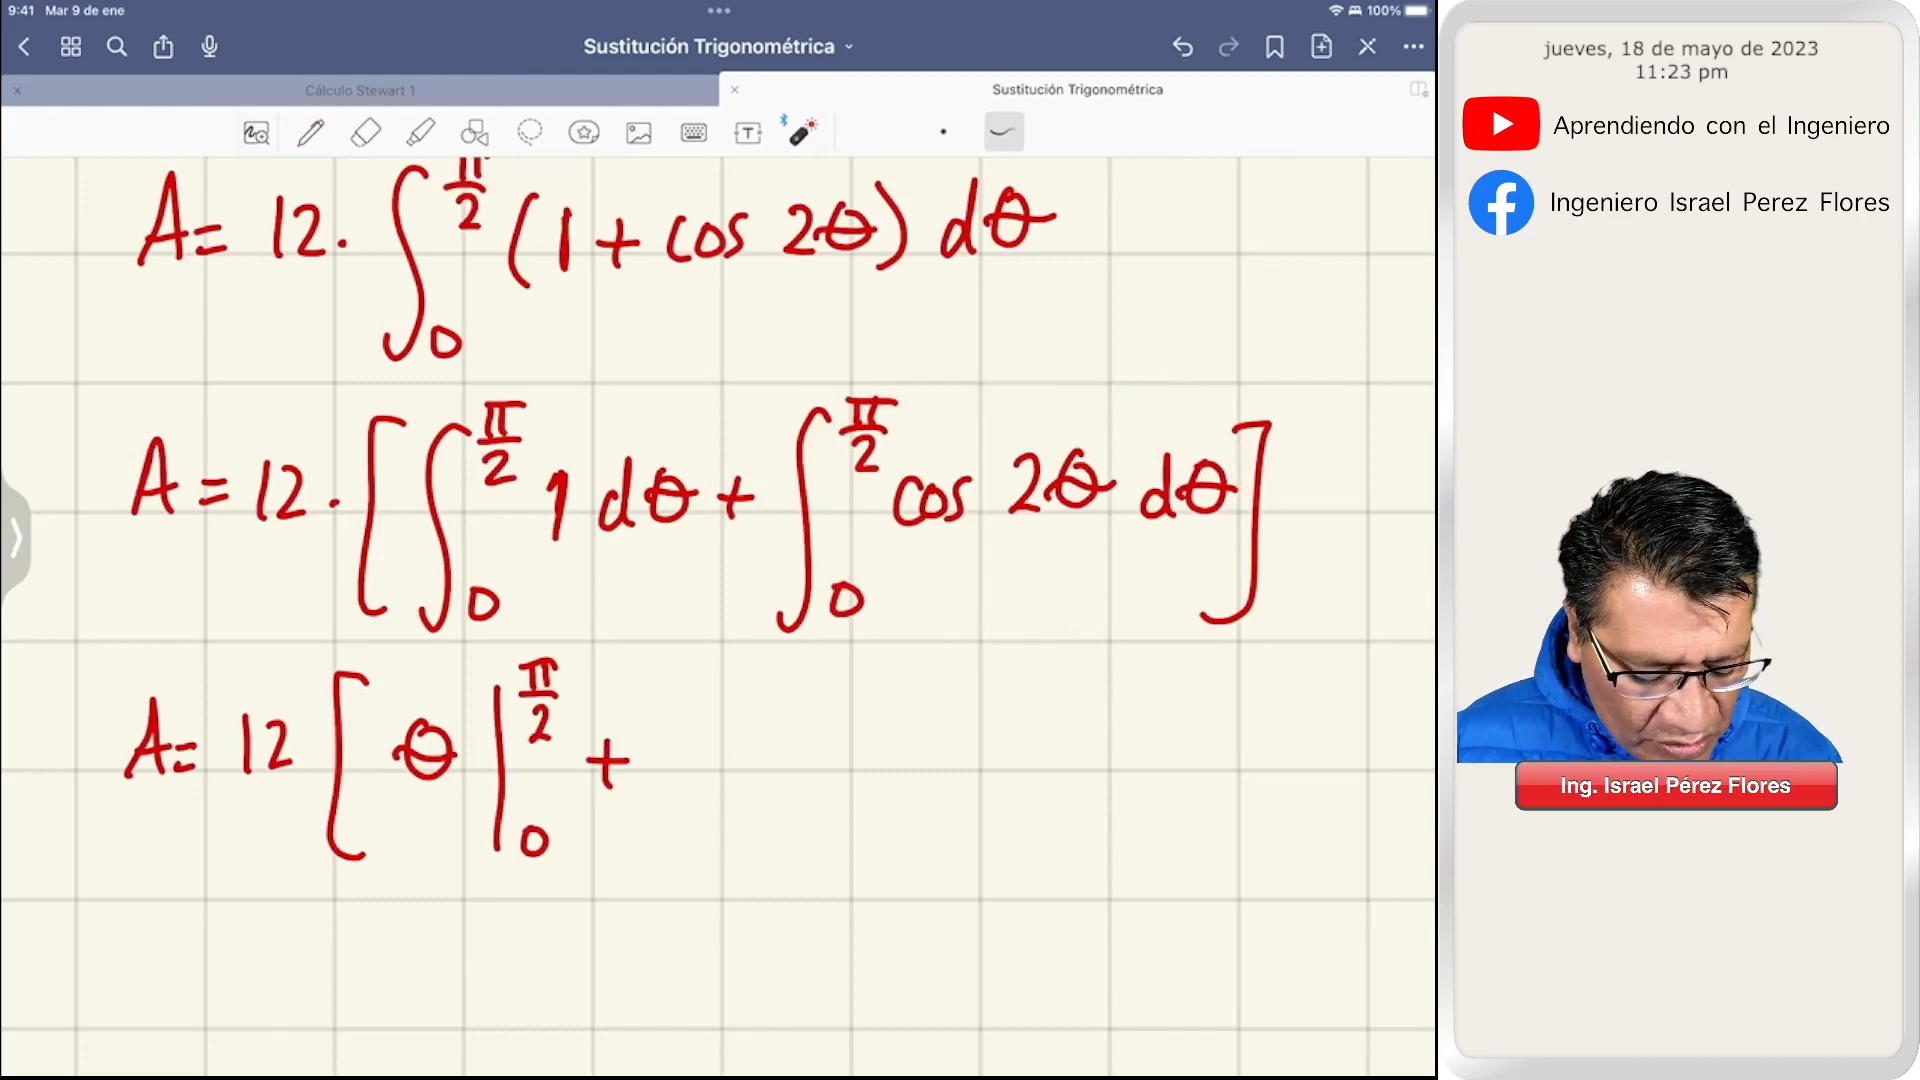 9:41 Mar 9 de ene
100%
Sustitución Trigonométrica
Cálculo Stewart 1
Sustitución Trigonométrica
T
A = 12 · ∫₀^{π/2} (1 + cos 2θ) dθ
A = 12 · [ ∫₀^{π/2} 1 dθ + ∫₀^{π/2} cos 2θ dθ ]
A = 12 [ θ |₀^{π/2} +
jueves, 18 de mayo de 2023
11:23 pm
Aprendiendo con el Ingeniero
Ingeniero Israel Perez Flores
Ing. Israel Pérez Flores